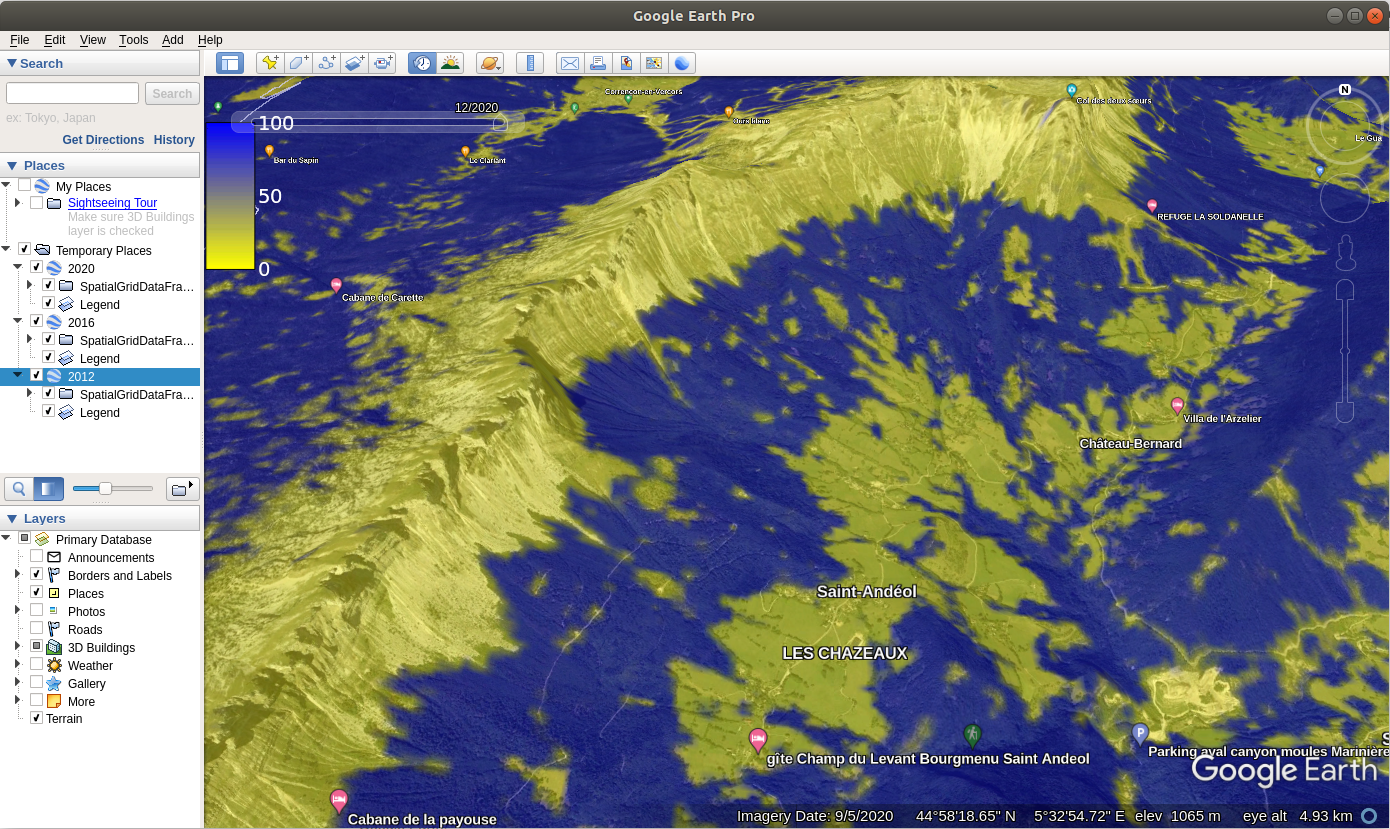 Google Earth Pro
File Edit View Tools Add Help
Search
Search
ex: Tokyo, Japan
Get Directions History
Places
My Places
Sightseeing Tour
Make sure 3D Buildings
layer is checked
Temporary Places
2020
SpatialGridDataFra...
Legend
2016
SpatialGridDataFra...
Legend
2012
SpatialGridDataFra...
Legend
Layers
Primary Database
Announcements
Borders and Labels
Places
Photos
Roads
3D Buildings
Weather
Gallery
More
Terrain
12/2020
100
50
0
Corrençon-en-Vercors
Ours Blanc
Col des deux sœurs
N
Le Gua
Bar du Sapin
Le Clariant
REFUGE LA SOLDANELLE
Cabane de Carette
Villa de l'Arzelier
Château-Bernard
Saint-Andéol
LES CHAZEAUX
P
gîte Champ du Levant Bourgmenu Saint Andeol
Parking aval canyon moules Marinière
S
Cabane de la payouse
Google Earth
Imagery Date: 9/5/2020 44°58'18.65" N 5°32'54.72" E elev 1065 m eye alt 4.93 km